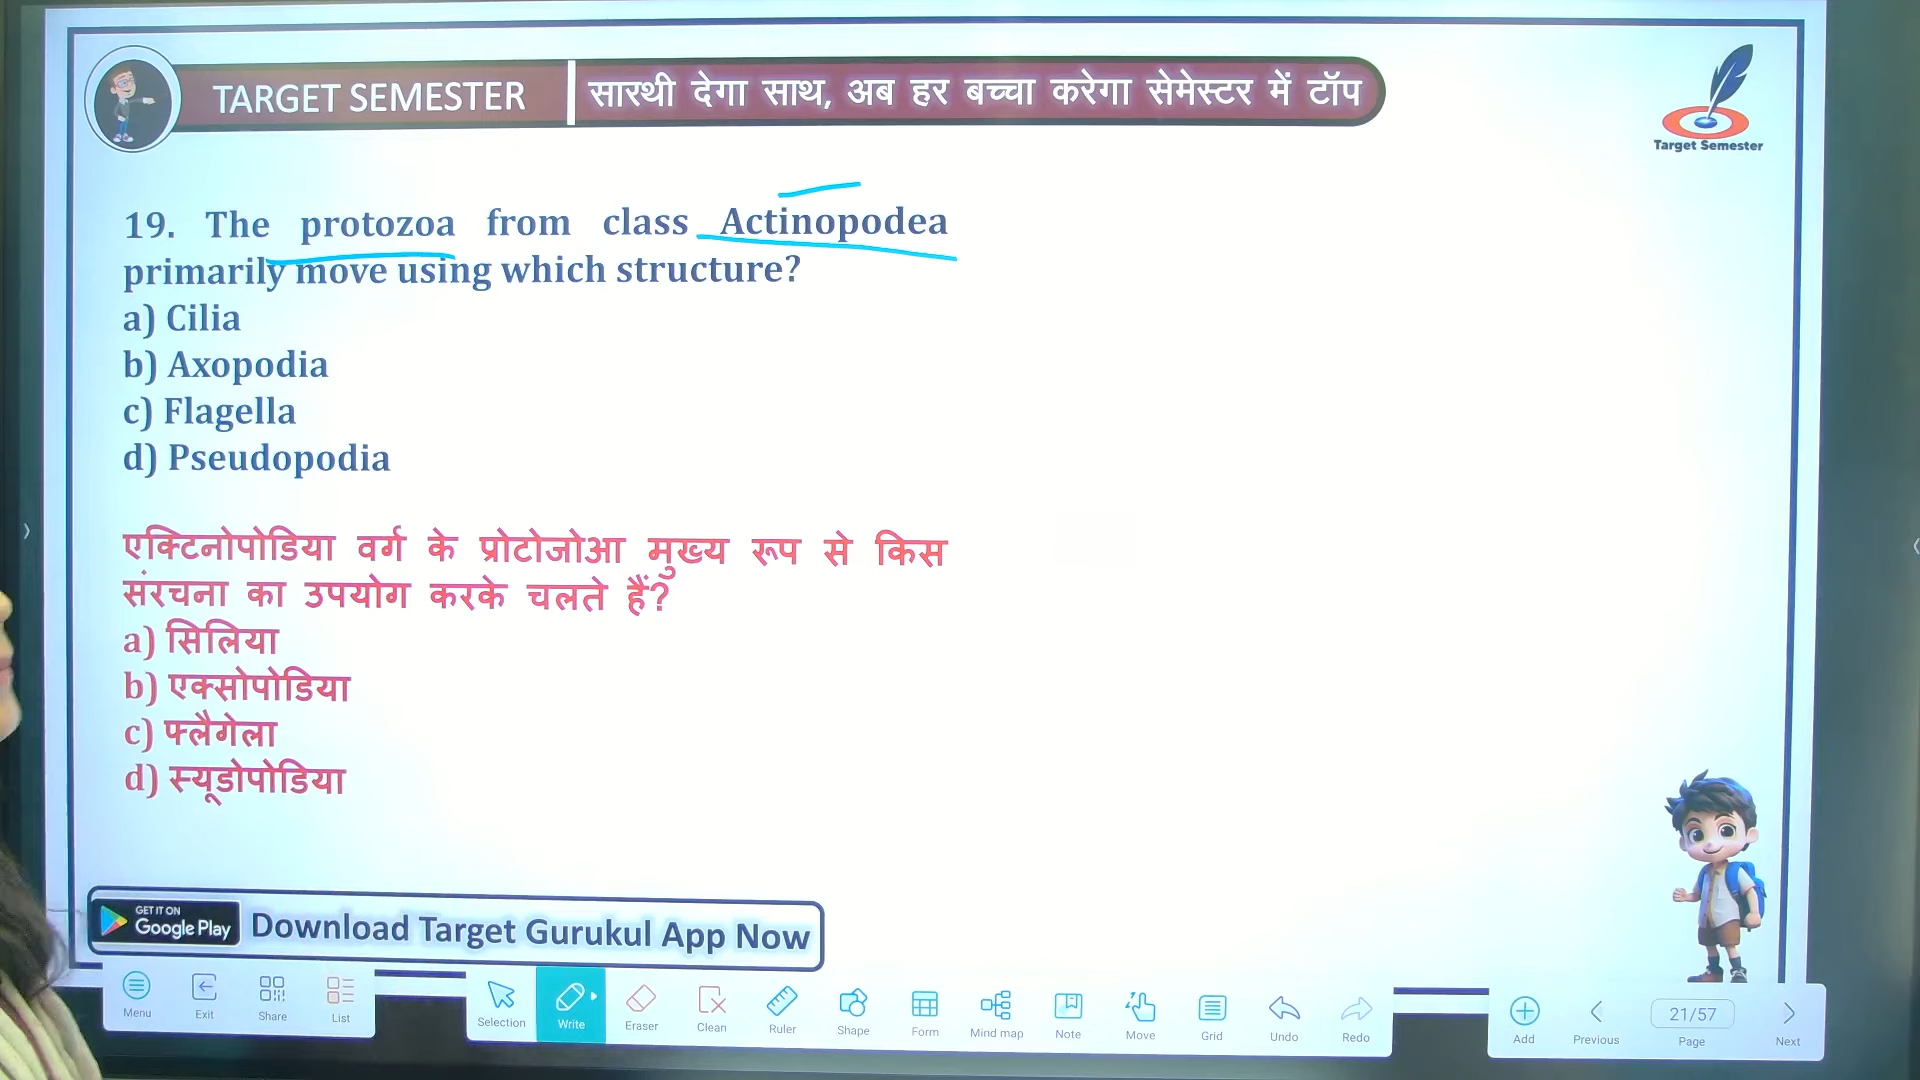 TARGET SEMESTER
सारथी देगा साथ, अब हर बच्चा करेगा सेमेस्टर में टॉप
Target Semester
19. The protozoa from class Actinopodea
primarily move using which structure?
a) Cilia
b) Axopodia
c) Flagella
d) Pseudopodia
एक्टिनोपोडिया वर्ग के प्रोटोजोआ मुख्य रूप से किस
संरचना का उपयोग करके चलते हैं?
a) सिलिया
b) एक्सोपोडिया
c) फ्लैगेला
d) स्यूडोपोडिया
GET IT ON
Google Play
Download Target Gurukul App Now
Menu Exit Share List Selection Write Eraser Clean Ruler Shape Form Mind map Note Move Grid Undo Redo Add Previous 21/57 Page Next